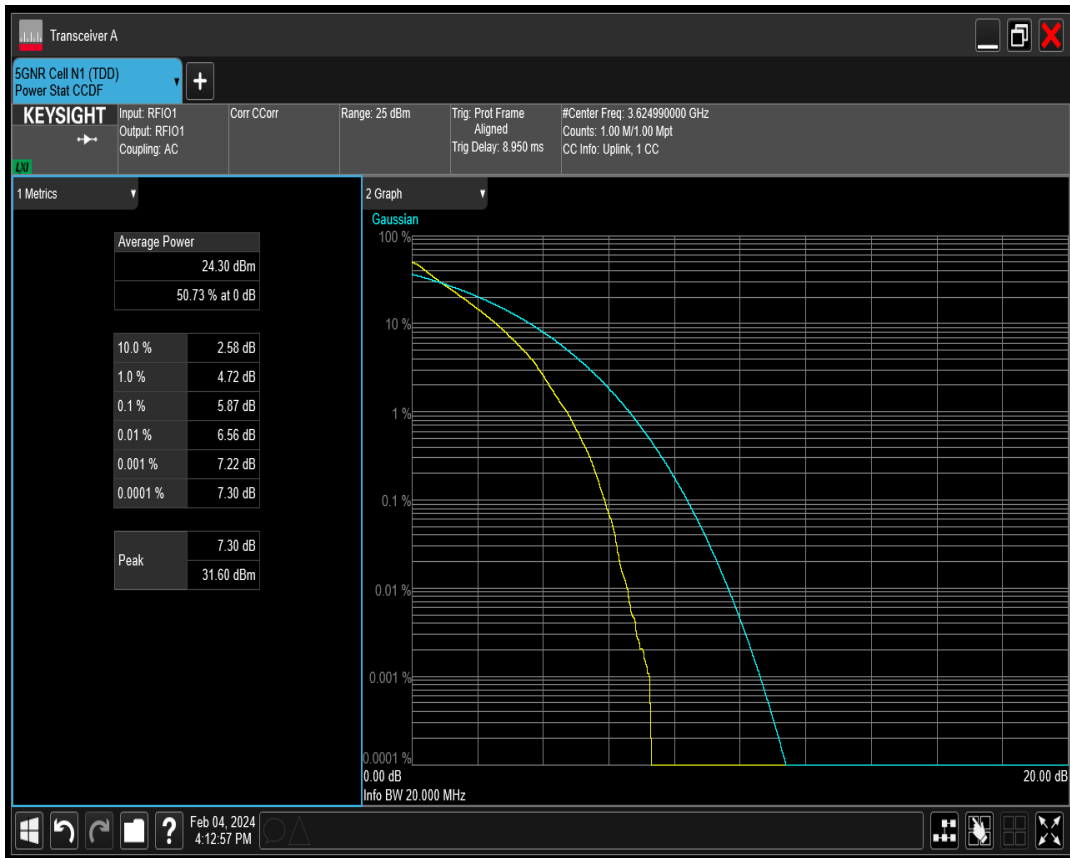 Transceiver A
5GNR Cell N1 (TDD)
Power Stat CCDF
KEYSIGHT
LXI
Input: RFIO1
Output: RFIO1
Coupling: AC
Corr CCorr
Range: 25 dBm
Trig: Prot Frame
Aligned
Trig Delay: 8.950 ms
#Center Freq: 3.624990000 GHz
Counts: 1.00 M/1.00 Mpt
CC Info: Uplink, 1 CC
1 Metrics
Average Power
24.30 dBm
50.73 % at 0 dB
10.0 % 2.58 dB
1.0 % 4.72 dB
0.1 % 5.87 dB
0.01 % 6.56 dB
0.001 % 7.22 dB
0.0001 % 7.30 dB
Peak 7.30 dB
31.60 dBm
2 Graph
Gaussian
100 %
10 %
1 %
0.1 %
0.01 %
0.001 %
0.0001 %
0.00 dB 20.00 dB
Info BW 20.000 MHz
Feb 04, 2024
4:12:57 PM